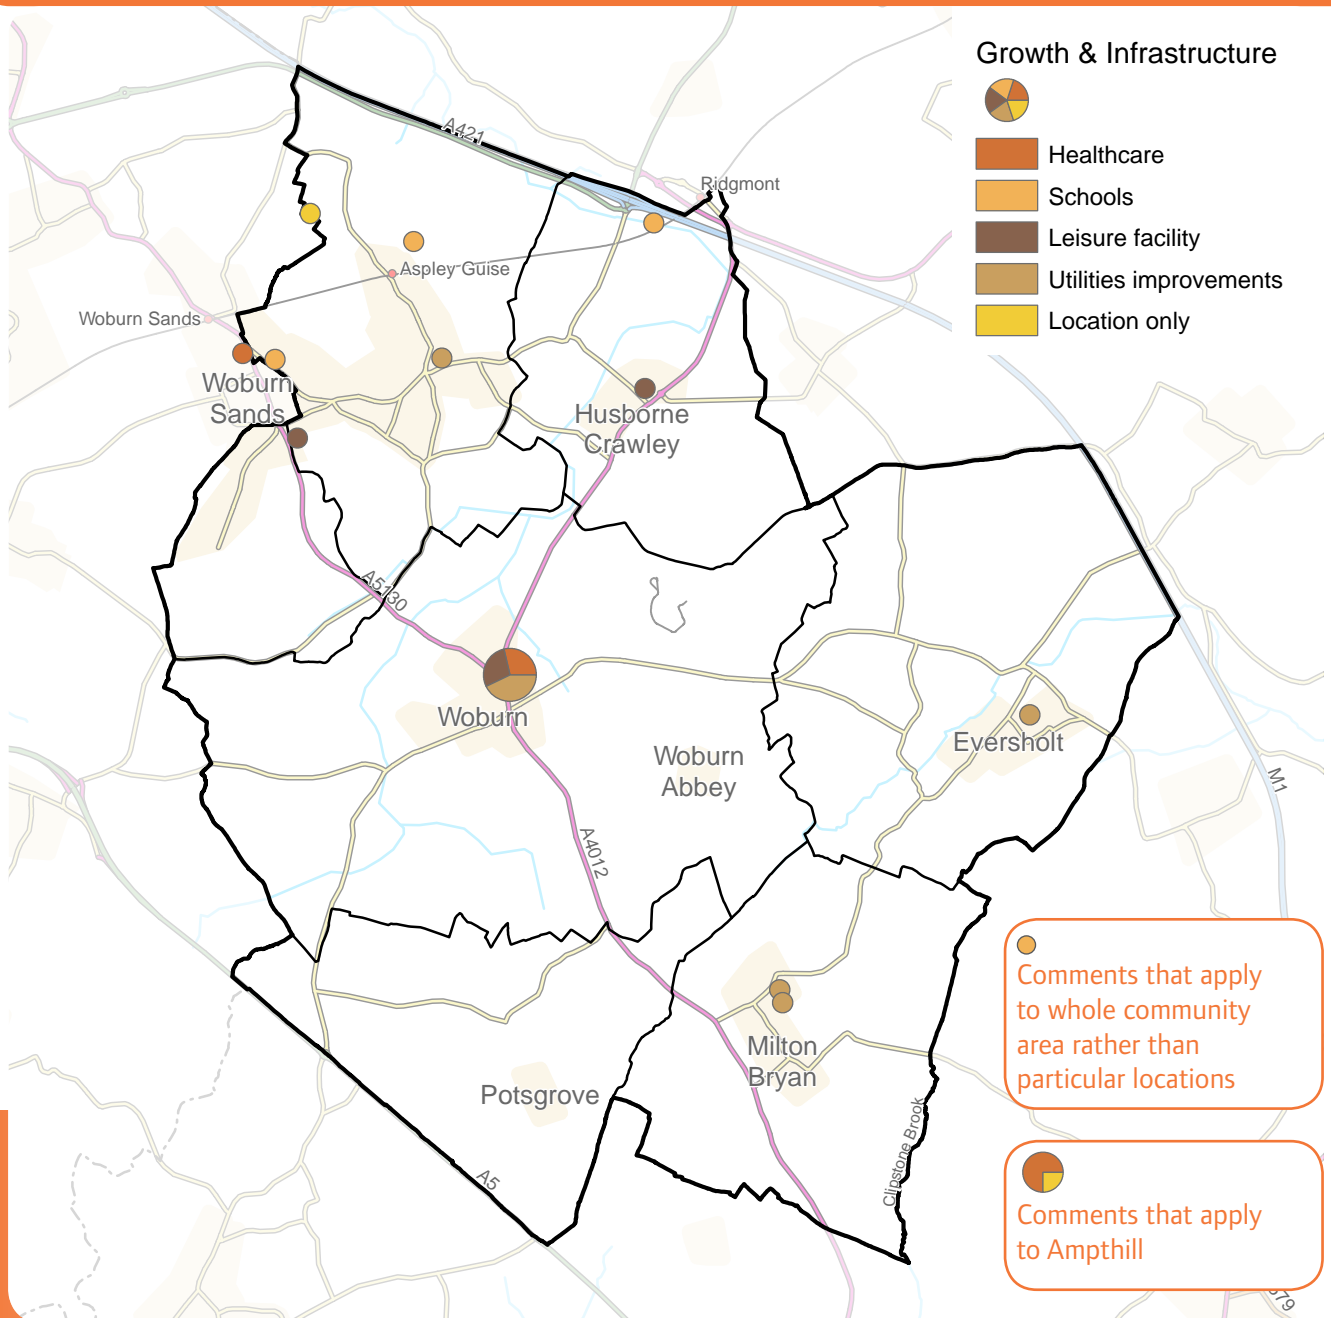 Growth & Infrastructure
Healthcare
Schools
Leisure facility
Utilities improvements
Location only
A421
Ridgmont
Aspley Guise
Woburn Sands
Woburn
Sands
Husborne
Crawley
A5130
Woburn
Woburn
Abbey
Eversholt
M1
A4012
Comments that apply
to whole community
area rather than
particular locations
Milton
Bryan
Potsgrove
Clipstone Brook
A5
Comments that apply
to Ampthill